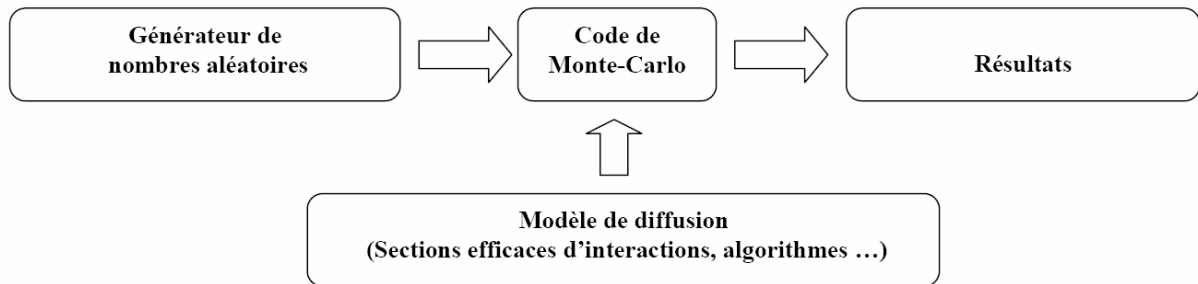 Générateur de
nombres aléatoires
Code de
Monte-Carlo
Résultats
Modèle de diffusion
(Sections efficaces d’interactions, algorithmes …)